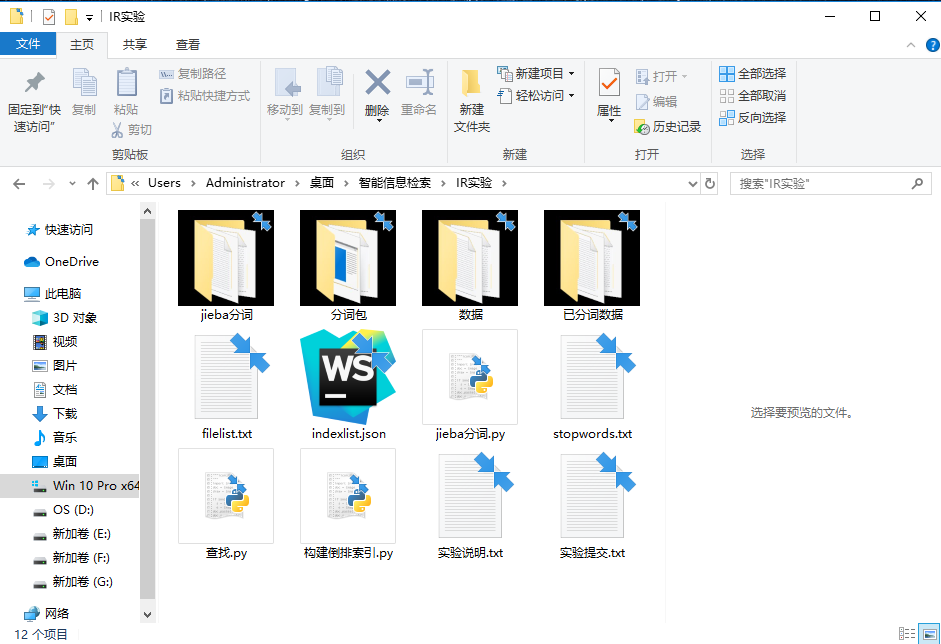 IR实验
文件 主页 共享 查看
固定到"快速访问"
复制
粘贴
复制路径
粘贴快捷方式
剪切
剪贴板
移动到 复制到
删除 重命名
组织
新建文件夹
新建项目
轻松访问
新建
属性
打开
编辑
历史记录
打开
全部选择
全部取消
反向选择
选择
« Users › Administrator › 桌面 › 智能信息检索 › IR实验 ›
搜索"IR实验"
快速访问
OneDrive
此电脑
3D 对象
视频
图片
文档
下载
音乐
桌面
Win 10 Pro x64
OS (D:)
新加卷 (E:)
新加卷 (F:)
新加卷 (G:)
网络
jieba分词 分词包 数据 已分词数据
WS
filelist.txt indexlist.json jieba分词.py stopwords.txt
查找.py 构建倒排索引.py 实验说明.txt 实验提交.txt
选择要预览的文件。
12 个项目